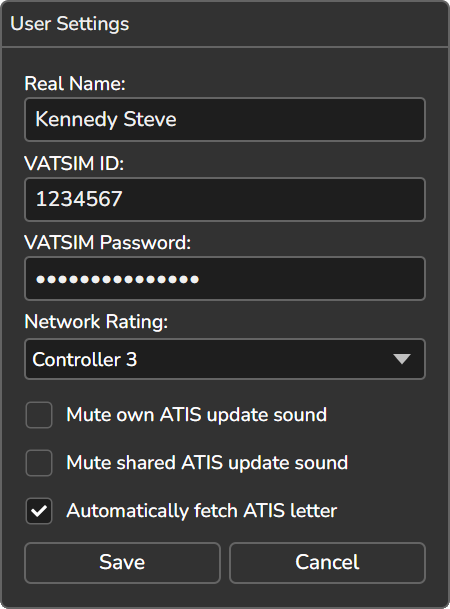 User Settings
Real Name:
Kennedy Steve
VATSIM ID:
1234567
VATSIM Password:
●●●●●●●●●●●●●●●
Network Rating:
Controller 3
Mute own ATIS update sound
Mute shared ATIS update sound
Automatically fetch ATIS letter
Save Cancel